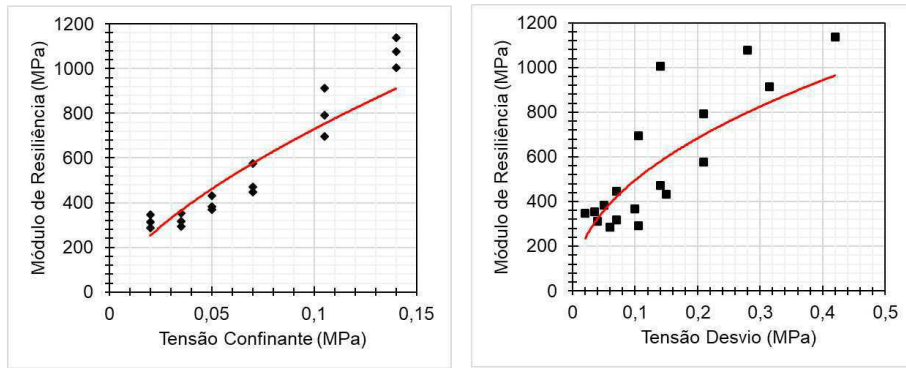 Módulo de Resiliência (MPa)
1200
1000
800
600
400
200
0
0 0,05 0,1 0,15
Tensão Confinante (MPa)
Módulo de Resiliência (MPa)
1200
1000
800
600
400
200
0
0 0,1 0,2 0,3 0,4 0,5
Tensão Desvio (MPa)